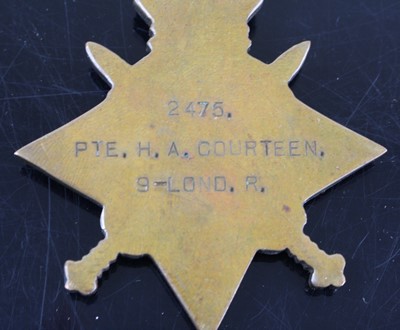 2475.
PTE. H. A. COURTEEN.
9-LOND. R.